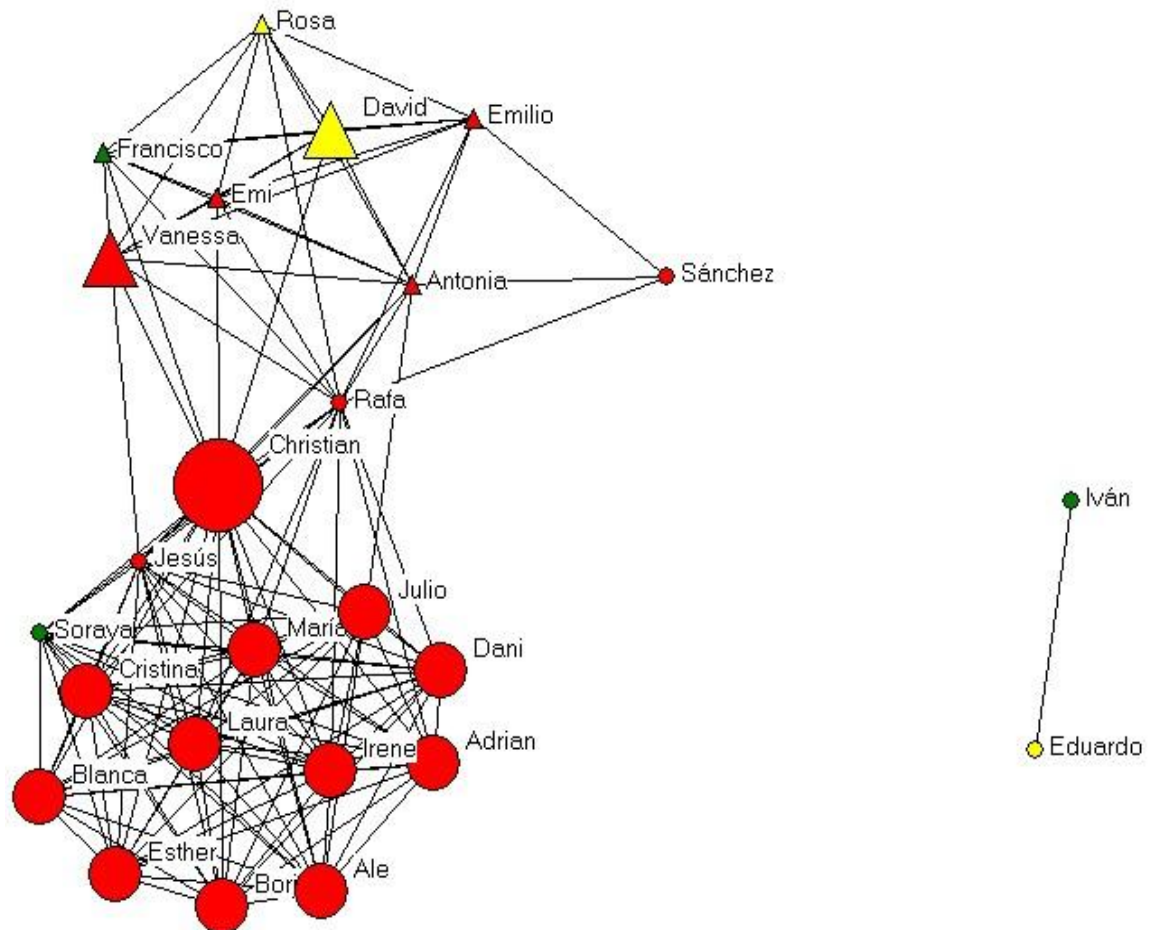 Rosa
David
Emilio
Francisco
Emi
Vanessa
Sánchez
Antonia
Rafa
Christian
Iván
Jesús
Julio
Soraya
María
Dani
Cristina
Laura
Irene
Adrian
Eduardo
Blanca
Esther
Ale
Borj